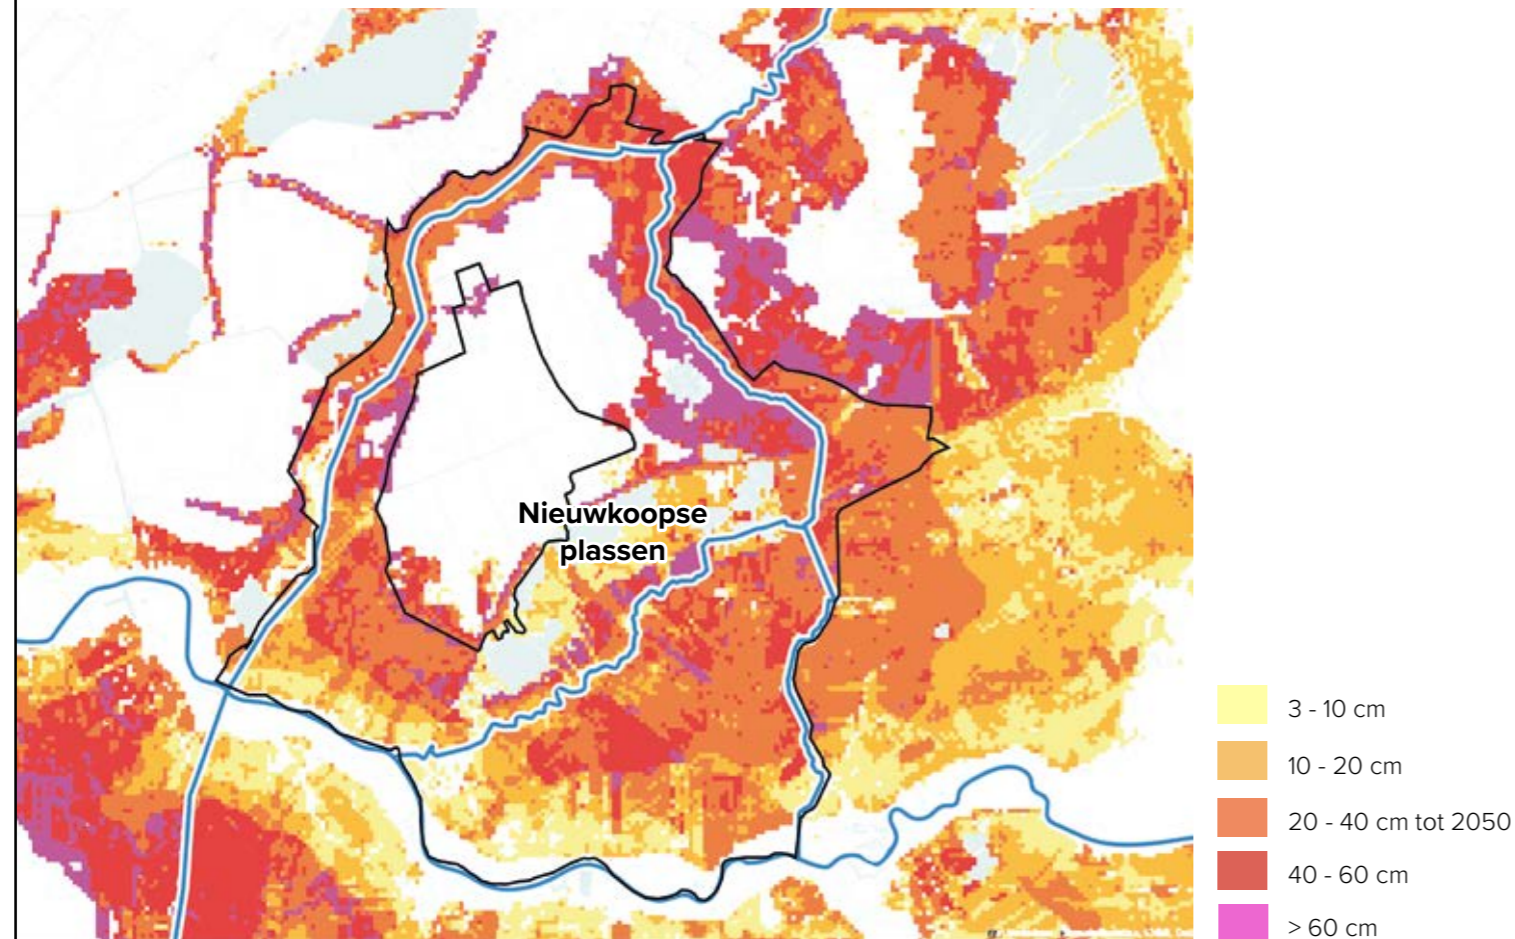 Nieuwkoopse
plassen
3 - 10 cm
10 - 20 cm
20 - 40 cm tot 2050
40 - 60 cm
> 60 cm